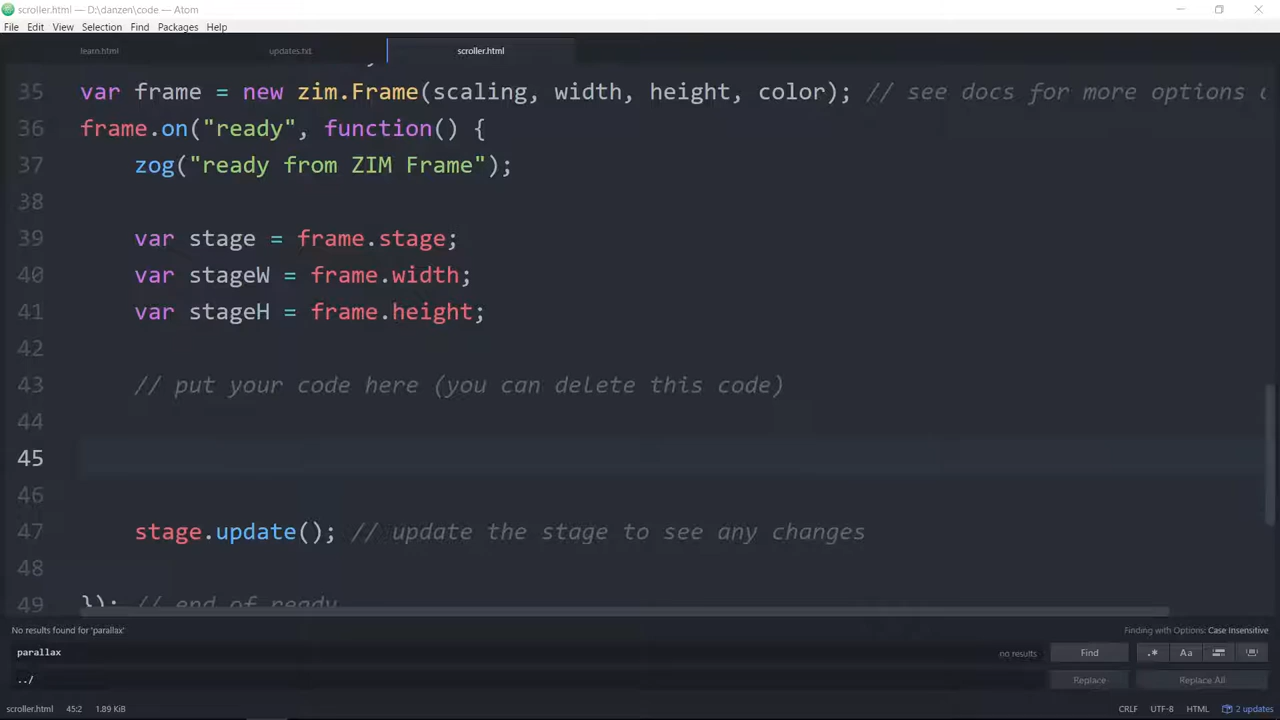 scroller.html — D:\danzen\code — Atom
File Edit View Selection Find Packages Help
learn.html updates.txt scroller.html
35 var frame = new zim.Frame(scaling, width, height, color); // see docs for more options
36 frame.on("ready", function() {
37 zog("ready from ZIM Frame");
38
39 var stage = frame.stage;
40 var stageW = frame.width;
41 var stageH = frame.height;
42
43 // put your code here (you can delete this code)
44
45
46
47 stage.update(); // update the stage to see any changes
48
49 }); // end of ready
No results found for 'parallax' Finding with Options: Case Insensitive
parallax no results Find .* Aa
../ Replace Replace All
scroller.html 45:2 1.89 KiB CRLF UTF-8 HTML 2 updates